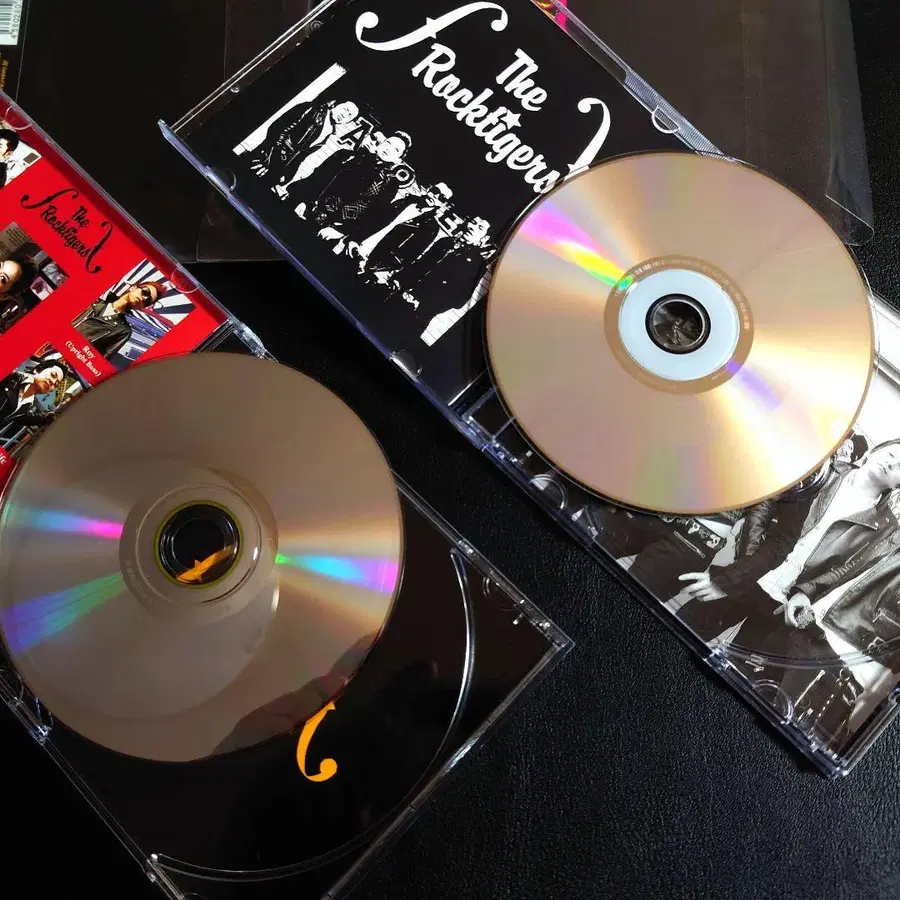 The
Rocktigers
The
Rocktigers
Roy
(Upright Bass)